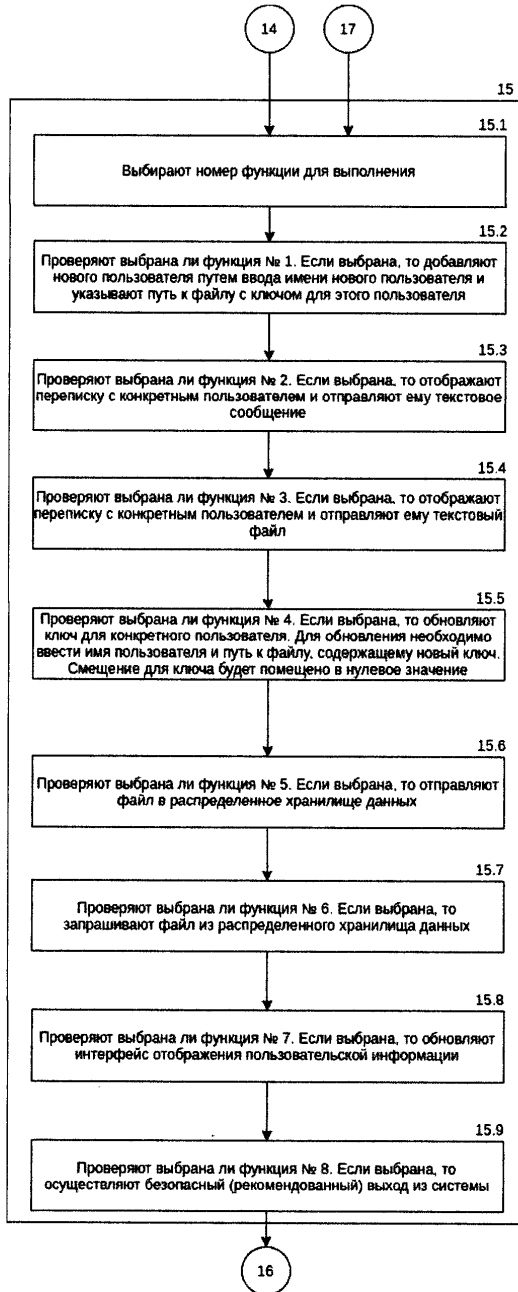 14
17
15
15.1
Выбирают номер функции для выполнения
15.2
Проверяют выбрана ли функция № 1. Если выбрана, то добавляют
нового пользователя путем ввода имени нового пользователя и
указывают путь к файлу с ключом для этого пользователя
15.3
Проверяют выбрана ли функция № 2. Если выбрана, то отображают
переписку с конкретным пользователем и отправляют ему текстовое
сообщение
15.4
Проверяют выбрана ли функция № 3. Если выбрана, то отображают
переписку с конкретным пользователем и отправляют ему текстовый
файл
15.5
Проверяют выбрана ли функция № 4. Если выбрана, то обновляют
ключ для конкретного пользователя. Для обновления необходимо
ввести имя пользователя и путь к файлу, содержащему новый ключ.
Смещение для ключа будет помещено в нулевое значение
15.6
Проверяют выбрана ли функция № 5. Если выбрана, то отправляют
файл в распределенное хранилище данных
15.7
Проверяют выбрана ли функция № 6. Если выбрана, то
запрашивают файл из распределенного хранилища данных
15.8
Проверяют выбрана ли функция № 7. Если выбрана, то обновляют
интерфейс отображения пользовательской информации
15.9
Проверяют выбрана ли функция № 8. Если выбрана, то
осуществляют безопасный (рекомендованный) выход из системы
16